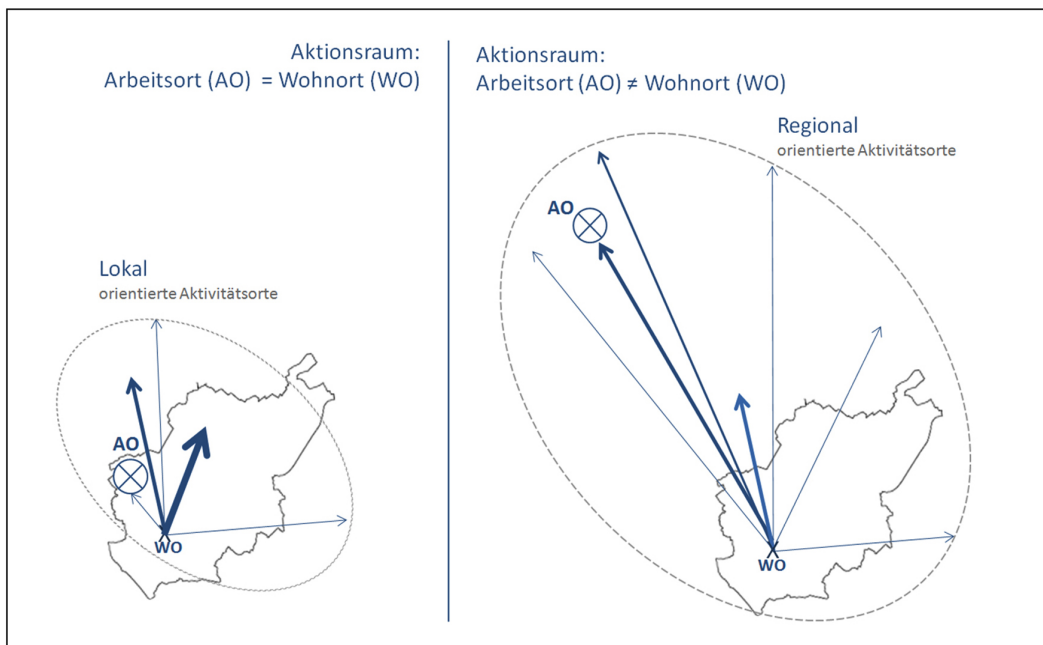 Aktionsraum:
Arbeitsort (AO) = Wohnort (WO)
Lokal
orientierte Aktivitätsorte
AO
WO
Aktionsraum:
Arbeitsort (AO) ≠ Wohnort (WO)
Regional
orientierte Aktivitätsorte
AO
WO